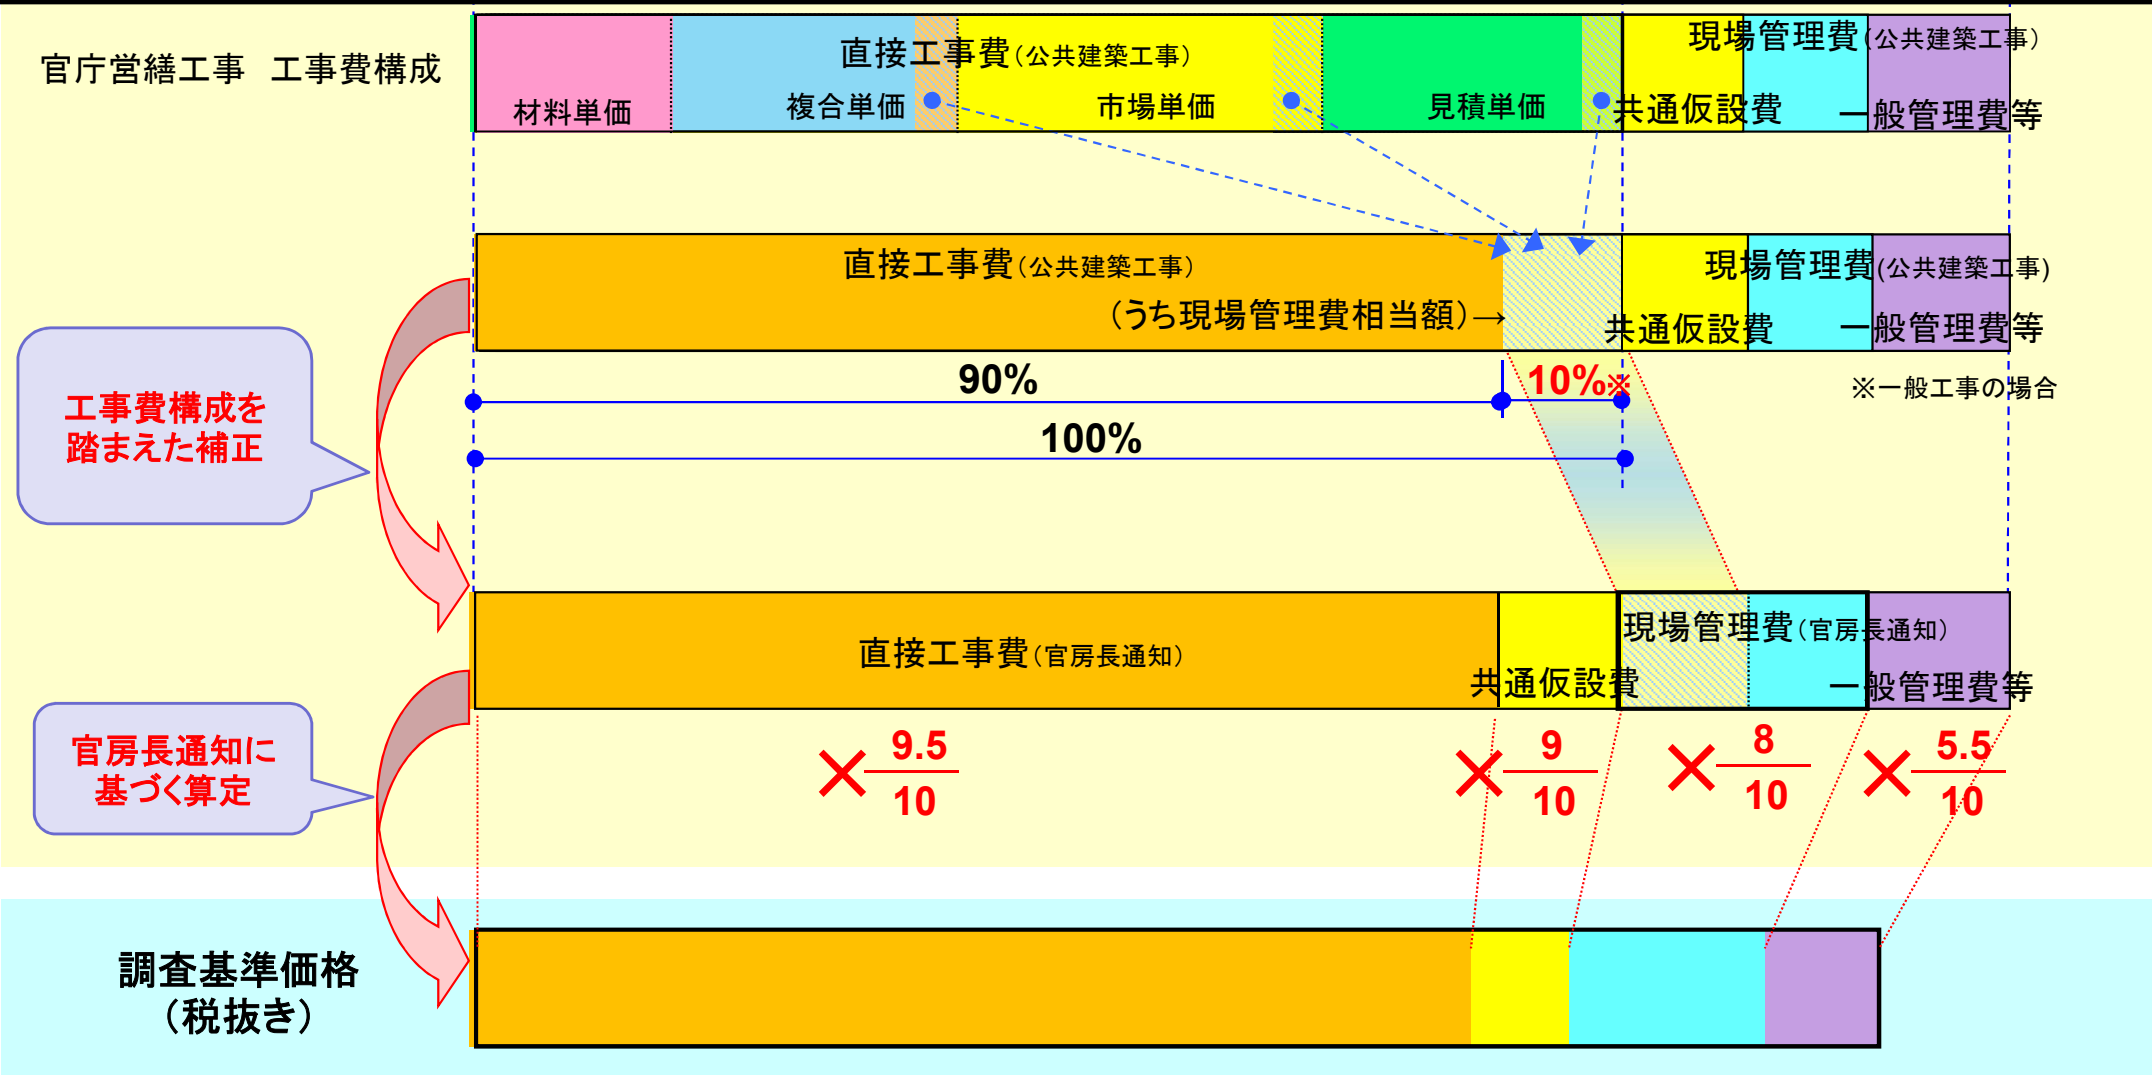 官庁営繕工事　工事費構成
直接工事費(公共建築工事)
現場管理費(公共建築工事)
材料単価
複合単価
市場単価
見積単価
共通仮設費
一般管理費等
直接工事費(公共建築工事)
現場管理費(公共建築工事)
(うち現場管理費相当額)→
共通仮設費
一般管理費等
90%
10%※
※一般工事の場合
100%
工事費構成を
踏まえた補正
直接工事費(官房長通知)
現場管理費(官房長通知)
共通仮設費
一般管理費等
官房長通知に
基づく算定
× 9.5
10
× 9
10
× 8
10
× 5.5
10
調査基準価格
(税抜き)